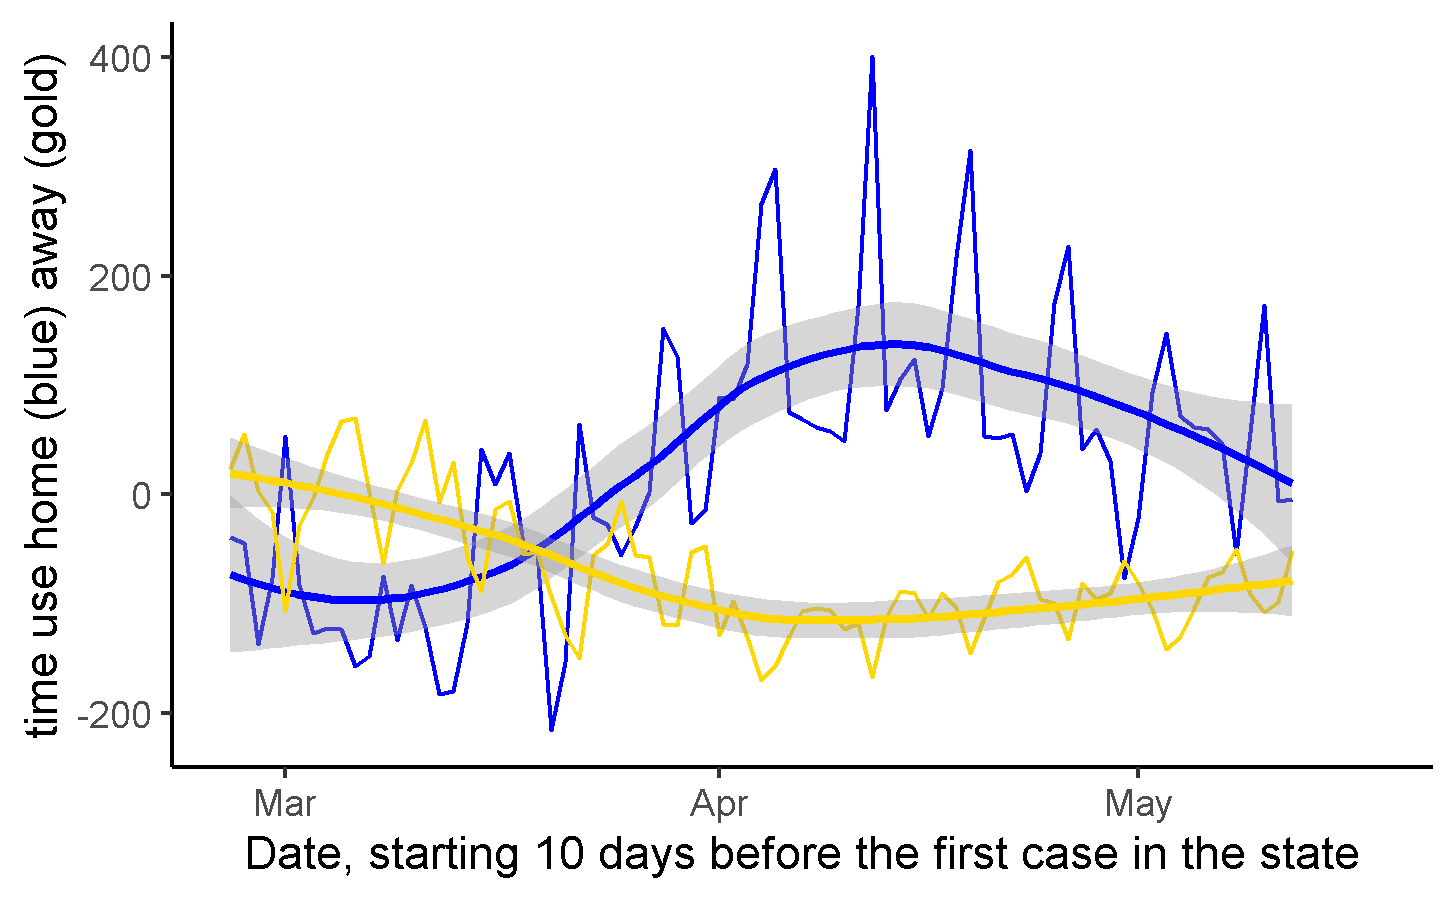 time use home (blue) away (gold)
400
200
0
-200
Mar
Apr
May
Date, starting 10 days before the first case in the state